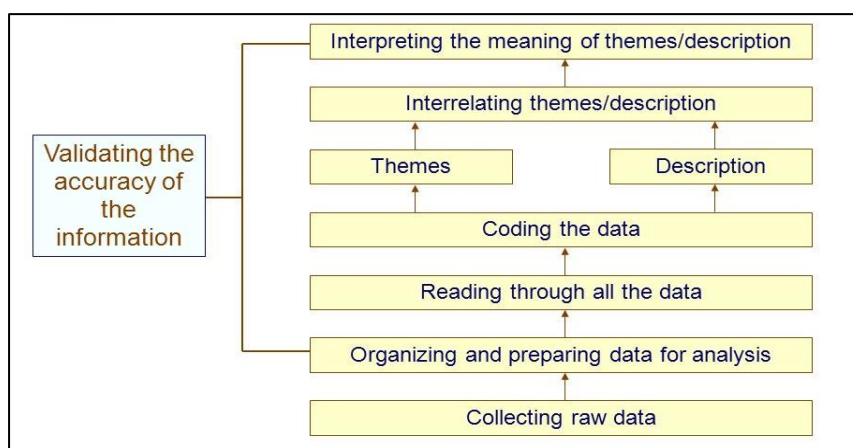 Interpreting the meaning of themes/description
Interrelating themes/description
Validating the
accuracy of
the
information
Themes
Description
Coding the data
Reading through all the data
Organizing and preparing data for analysis
Collecting raw data